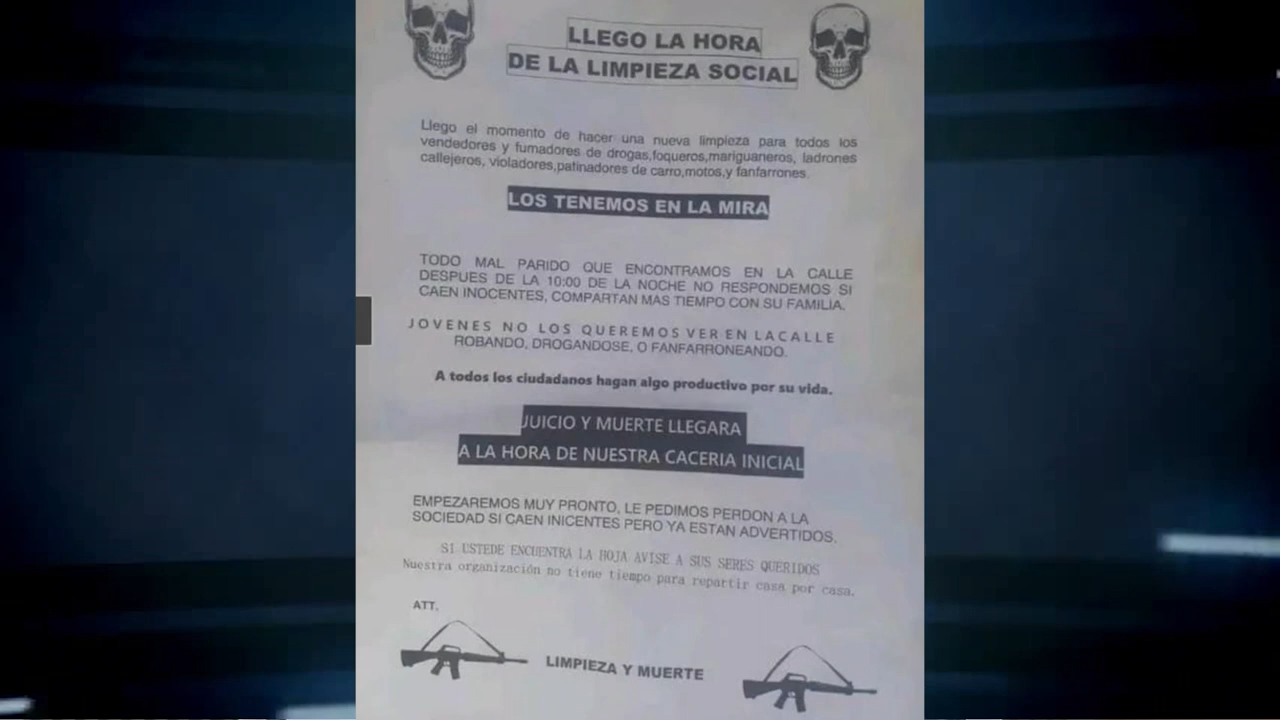 LLEGO LA HORA
DE LA LIMPIEZA SOCIAL
Llego el momento de hacer una nueva limpieza para todos los
vendedores y fumadores de drogas,foqueros,mariguaneros, ladrones
callejeros, violadores,patinadores de carro,motos,y fanfarrones.
LOS TENEMOS EN LA MIRA
TODO MAL PARIDO QUE ENCONTRAMOS EN LA CALLE
DESPUES DE LA 10:00 DE LA NOCHE NO RESPONDEMOS SI
CAEN INOCENTES, COMPARTAN MAS TIEMPO CON SU FAMILIA.
JOVENES NO LOS QUEREMOS VER EN LACALLE
ROBANDO, DROGANDOSE, O FANFARRONEANDO.
A todos los ciudadanos hagan algo productivo por su vida.
JUICIO Y MUERTE LLEGARA
A LA HORA DE NUESTRA CACERIA INICIAL
EMPEZAREMOS MUY PRONTO, LE PEDIMOS PERDON A LA
SOCIEDAD SI CAEN INICENTES PERO YA ESTAN ADVERTIDOS.
SI USTEDE ENCUENTRA LA HOJA AVISE A SUS SERES QUERIDOS
Nuestra organización no tiene tiempo para repartir casa por casa.
ATT.
LIMPIEZA Y MUERTE